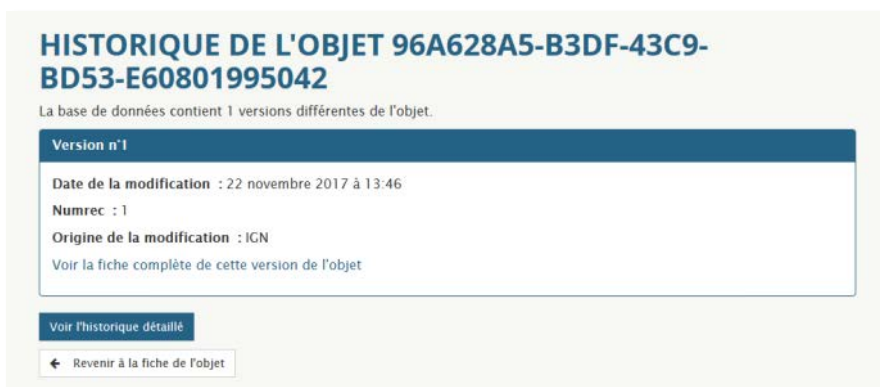 HISTORIQUE DE L'OBJET 96A628A5-B3DF-43C9-
BD53-E60801995042
La base de données contient 1 versions différentes de l'objet.
Version n°1
Date de la modification : 22 novembre 2017 à 13:46
Numrec : 1
Origine de la modification : IGN
Voir la fiche complète de cette version de l'objet
Voir l'historique détaillé
← Revenir à la fiche de l'objet